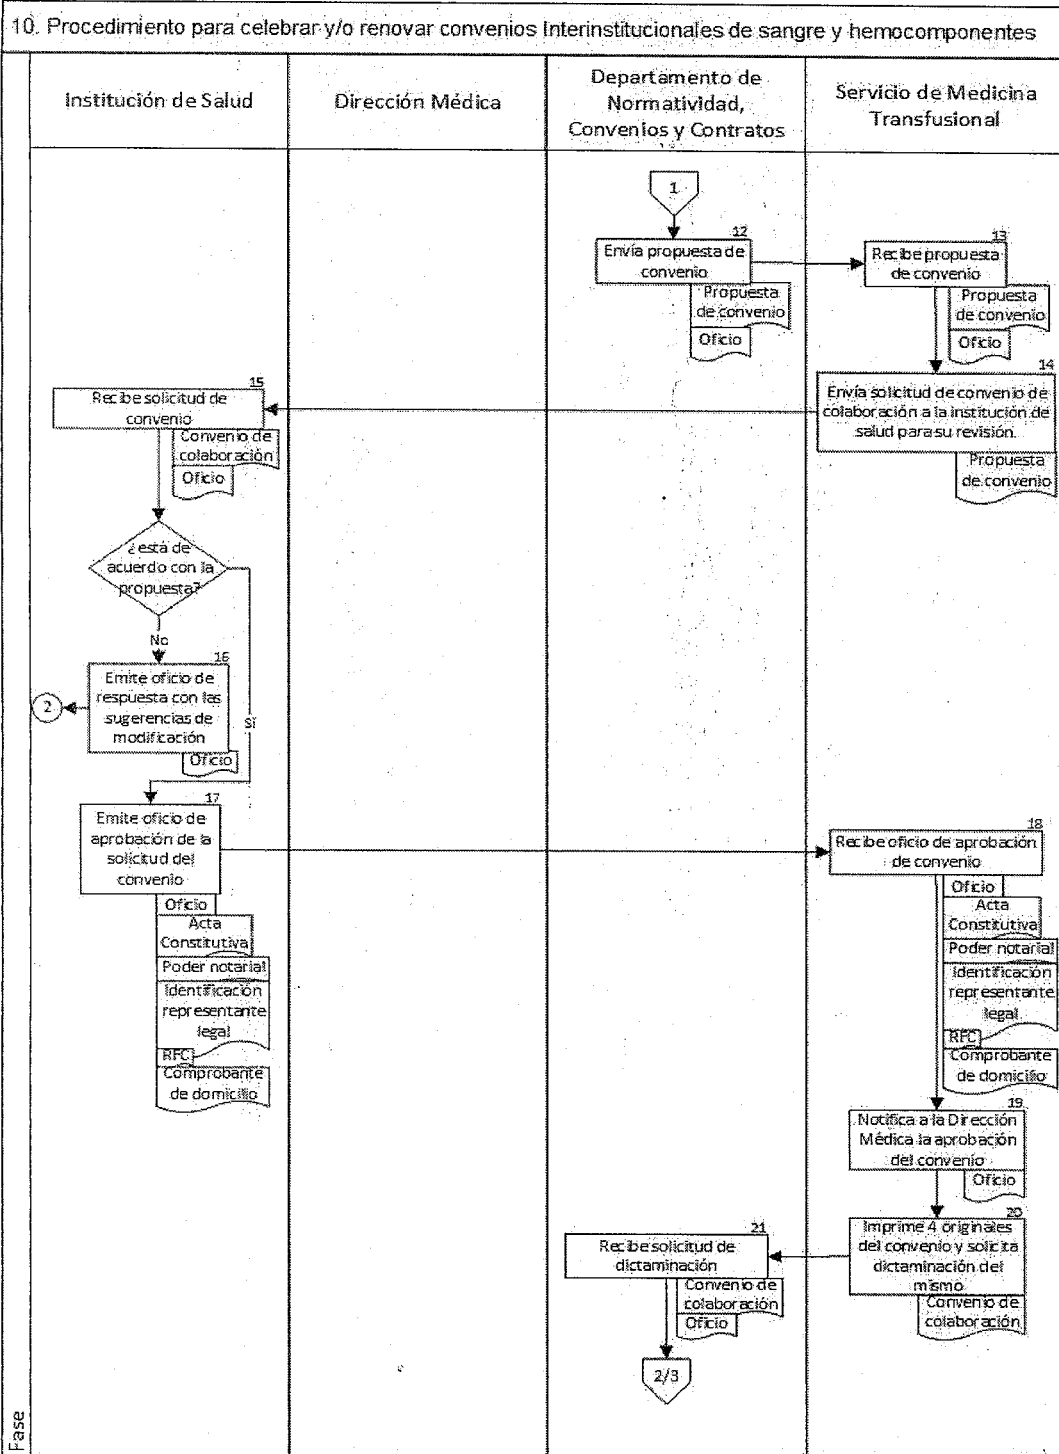 10. Procedimiento para celebrar y/o renovar convenios Interinstitucionales de sangre y hemocomponentes
Institución de Salud
Dirección Médica
Departamento de
Normatividad,
Convenios y Contratos
Servicio de Medicina
Transfusional
1
12
Envía propuesta de
convenio
Propuesta
de convenio
Oficio
13
Recibe propuesta
de convenio
Propuesta
de convenio
Oficio
14
Envía solicitud de convenio de
colaboración a la institución de
salud para su revisión.
Propuesta
de convenio
15
Recibe solicitud de
convenio
Convenio de
colaboración
Oficio
¿está de
acuerdo con la
propuesta?
No
Sí
16
Emite oficio de
respuesta con las
sugerencias de
modificación
Oficio
2
17
Emite oficio de
aprobación de la
solicitud del
convenio
Oficio
Acta
Constitutiva
Poder notarial
Identificación
representante
legal
RFC
Comprobante
de domicilio
18
Recibe oficio de aprobación
de convenio
Oficio
Acta
Constitutiva
Poder notarial
Identificación
representante
legal
RFC
Comprobante
de domicilio
19
Notifica a la Dirección
Médica la aprobación
del convenio
Oficio
20
Imprime 4 originales
del convenio y solicita
dictaminación del
mismo
Convenio de
colaboración
21
Recibe solicitud de
dictaminación
Convenio de
colaboración
Oficio
2/3
Fase